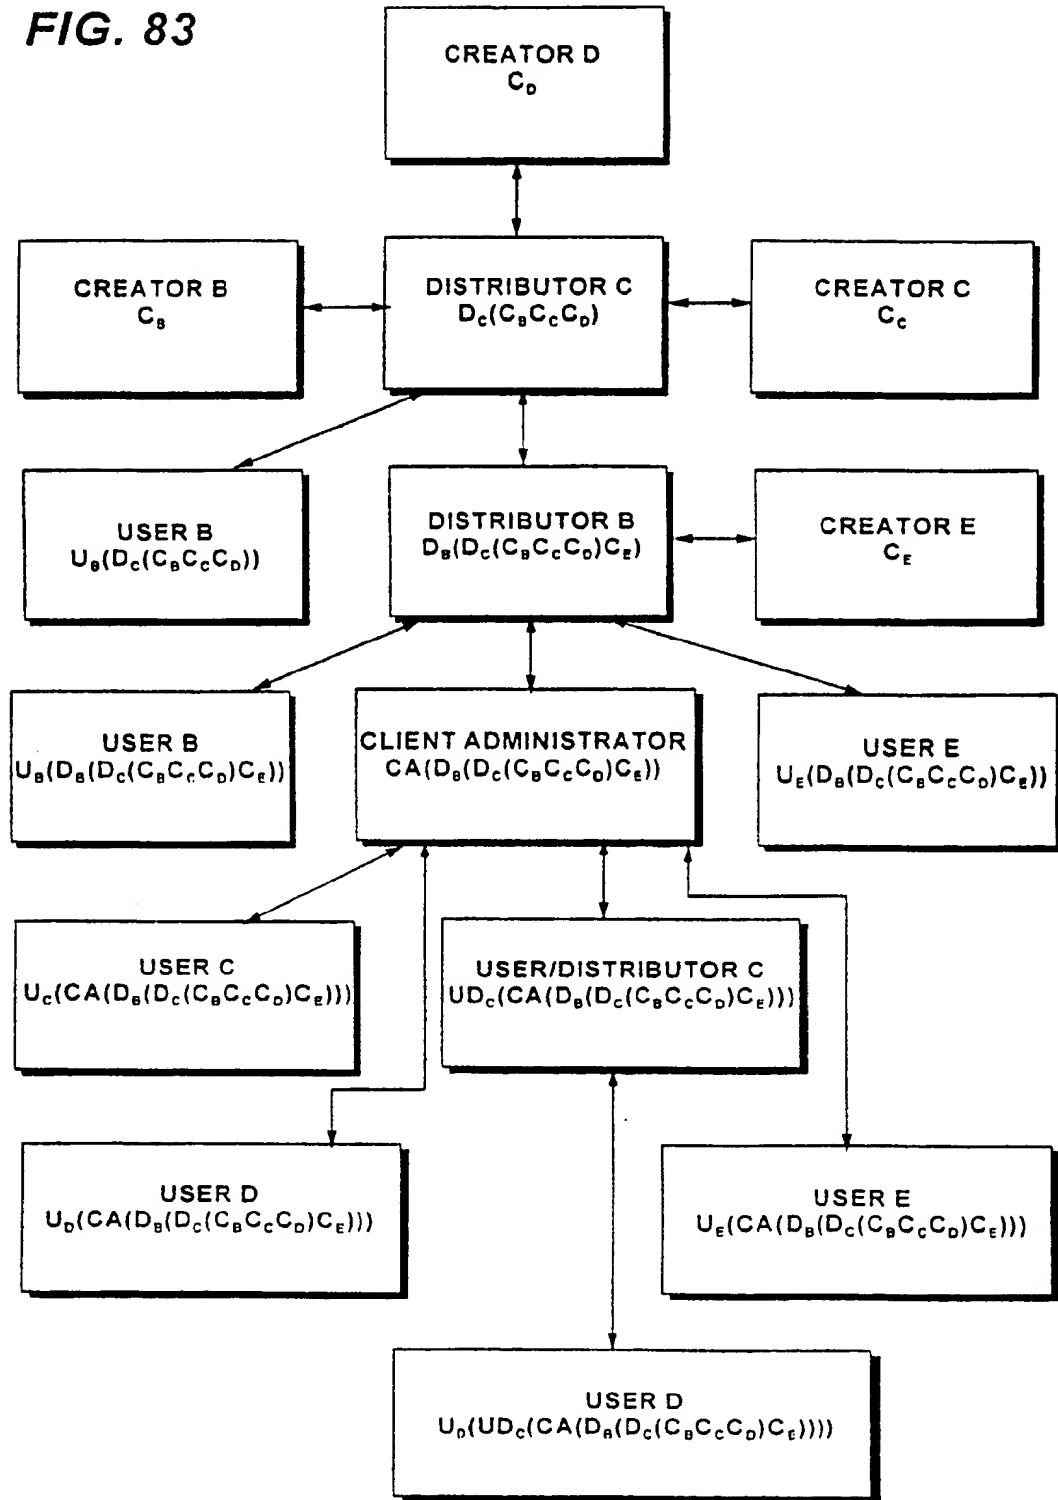 FIG. 83
CREATOR D
C_D
CREATOR B
C_B
DISTRIBUTOR C
D_C(C_BC_CC_D)
CREATOR C
C_C
USER B
U_B(D_C(C_BC_CC_D))
DISTRIBUTOR B
D_B(D_C(C_BC_CC_D)C_E)
CREATOR E
C_E
USER B
U_B(D_B(D_C(C_BC_CC_D)C_E))
CLIENT ADMINISTRATOR
CA(D_B(D_C(C_BC_CC_D)C_E))
USER E
U_E(D_B(D_C(C_BC_CC_D)C_E))
USER C
U_C(CA(D_B(D_C(C_BC_CC_D)C_E)))
USER/DISTRIBUTOR C
UD_C(CA(D_B(D_C(C_BC_CC_D)C_E)))
USER D
U_D(CA(D_B(D_C(C_BC_CC_D)C_E)))
USER E
U_E(CA(D_B(D_C(C_BC_CC_D)C_E)))
USER D
U_D(UD_C(CA(D_B(D_C(C_BC_CC_D)C_E))))